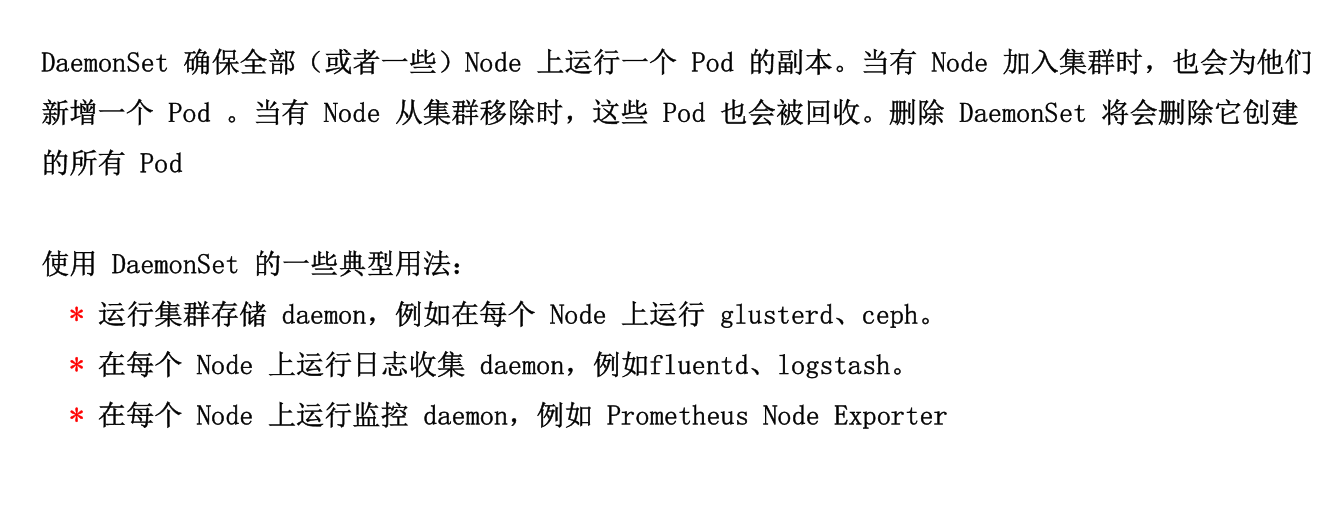 DaemonSet 确保全部（或者一些）Node 上运行一个 Pod 的副本。当有 Node 加入集群时，也会为他们
新增一个 Pod 。当有 Node 从集群移除时，这些 Pod 也会被回收。删除 DaemonSet 将会删除它创建
的所有 Pod
使用 DaemonSet 的一些典型用法：
* 运行集群存储 daemon，例如在每个 Node 上运行 glusterd、ceph。
* 在每个 Node 上运行日志收集 daemon，例如fluentd、logstash。
* 在每个 Node 上运行监控 daemon，例如 Prometheus Node Exporter